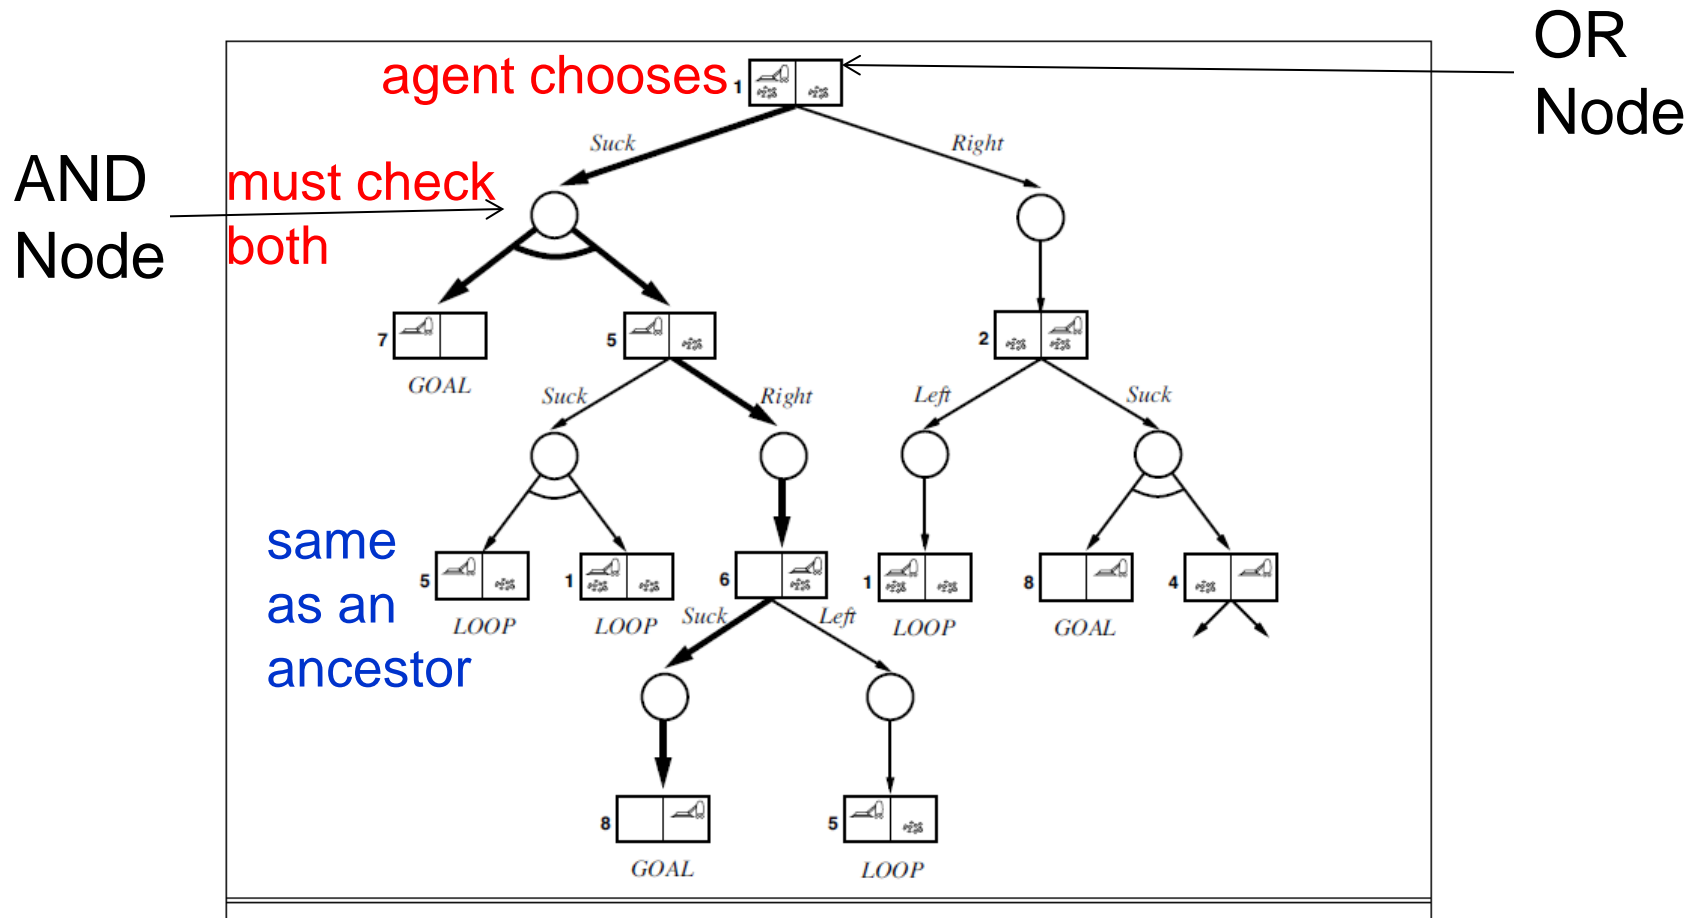 OR
Node
agent chooses
1
Suck
Right
AND
Node
must check
both
7
5
2
GOAL
Suck
Right
Left
Suck
same
as an
ancestor
5
1
6
1
8
4
LOOP
LOOP
Suck
Left
LOOP
GOAL
8
5
GOAL
LOOP